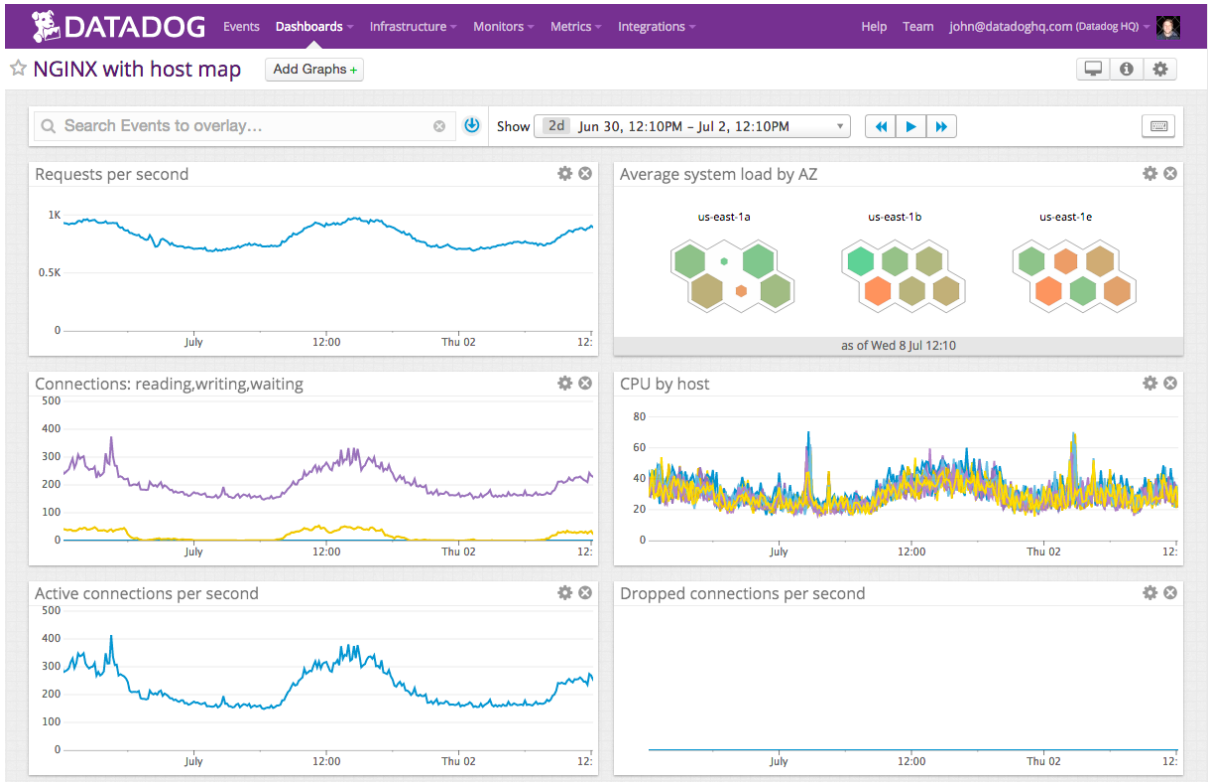 DATADOG Events Dashboards Infrastructure Monitors Metrics Integrations Help Team john@datadoghq.com (Datadog HQ)
NGINX with host map Add Graphs +
Search Events to overlay... Show 2d Jun 30, 12:10PM – Jul 2, 12:10PM
Requests per second
1K
0.5K
0
July 12:00 Thu 02 12:
Average system load by AZ
us-east-1a us-east-1b us-east-1e
as of Wed 8 Jul 12:10
Connections: reading,writing,waiting
500
400
300
200
100
0
July 12:00 Thu 02 12:
CPU by host
80
60
40
20
0
July 12:00 Thu 02 12:
Active connections per second
500
400
300
200
100
0
July 12:00 Thu 02 12:
Dropped connections per second
July 12:00 Thu 02 12: